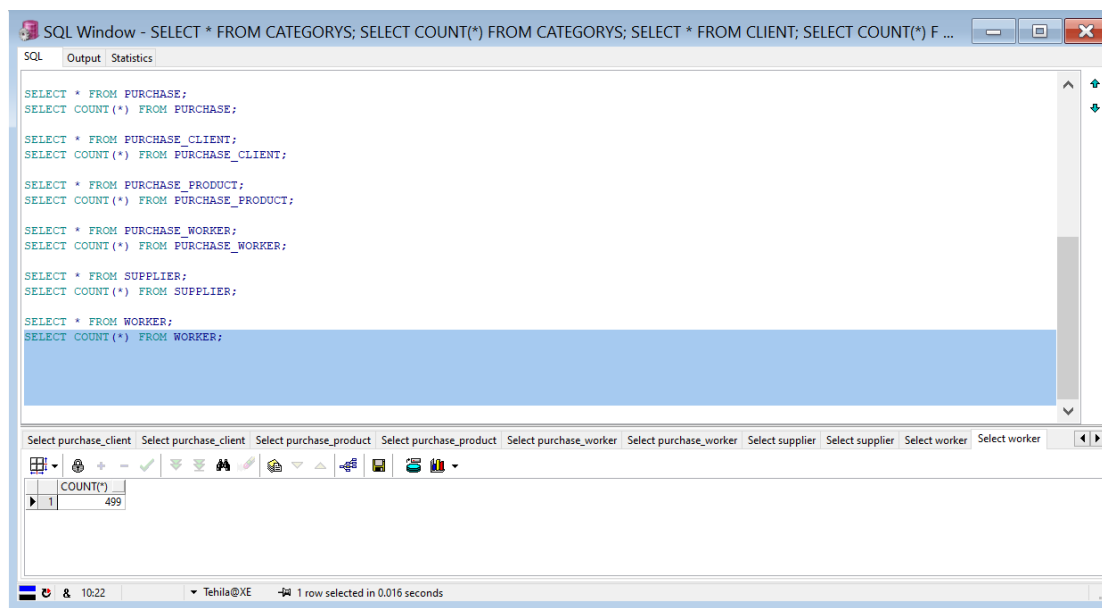 SQL Window - SELECT * FROM CATEGORYS; SELECT COUNT(*) FROM CATEGORYS; SELECT * FROM CLIENT; SELECT COUNT(*) F ...
SQL Output Statistics
SELECT * FROM PURCHASE;
SELECT COUNT(*) FROM PURCHASE;
SELECT * FROM PURCHASE_CLIENT;
SELECT COUNT(*) FROM PURCHASE_CLIENT;
SELECT * FROM PURCHASE_PRODUCT;
SELECT COUNT(*) FROM PURCHASE_PRODUCT;
SELECT * FROM PURCHASE_WORKER;
SELECT COUNT(*) FROM PURCHASE_WORKER;
SELECT * FROM SUPPLIER;
SELECT COUNT(*) FROM SUPPLIER;
SELECT * FROM WORKER;
SELECT COUNT(*) FROM WORKER;
Select purchase_client Select purchase_client Select purchase_product Select purchase_product Select purchase_worker Select purchase_worker Select supplier Select supplier Select worker Select worker
COUNT(*)
1 499
& 10:22 Tehila@XE 1 row selected in 0.016 seconds